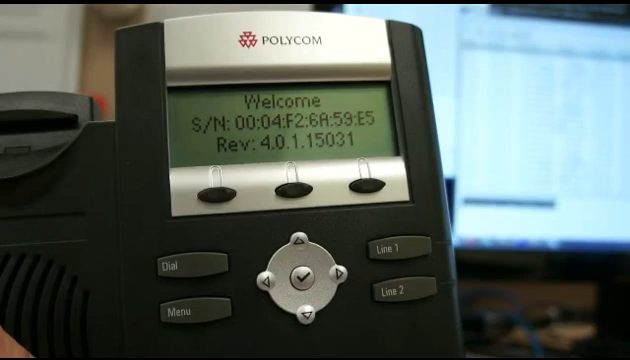 POLYCOM
Welcome
S/N: 00:04:F2:6A:59:E5
Rev: 4.0.1.15031
Dial
Line 1
Menu
Line 2